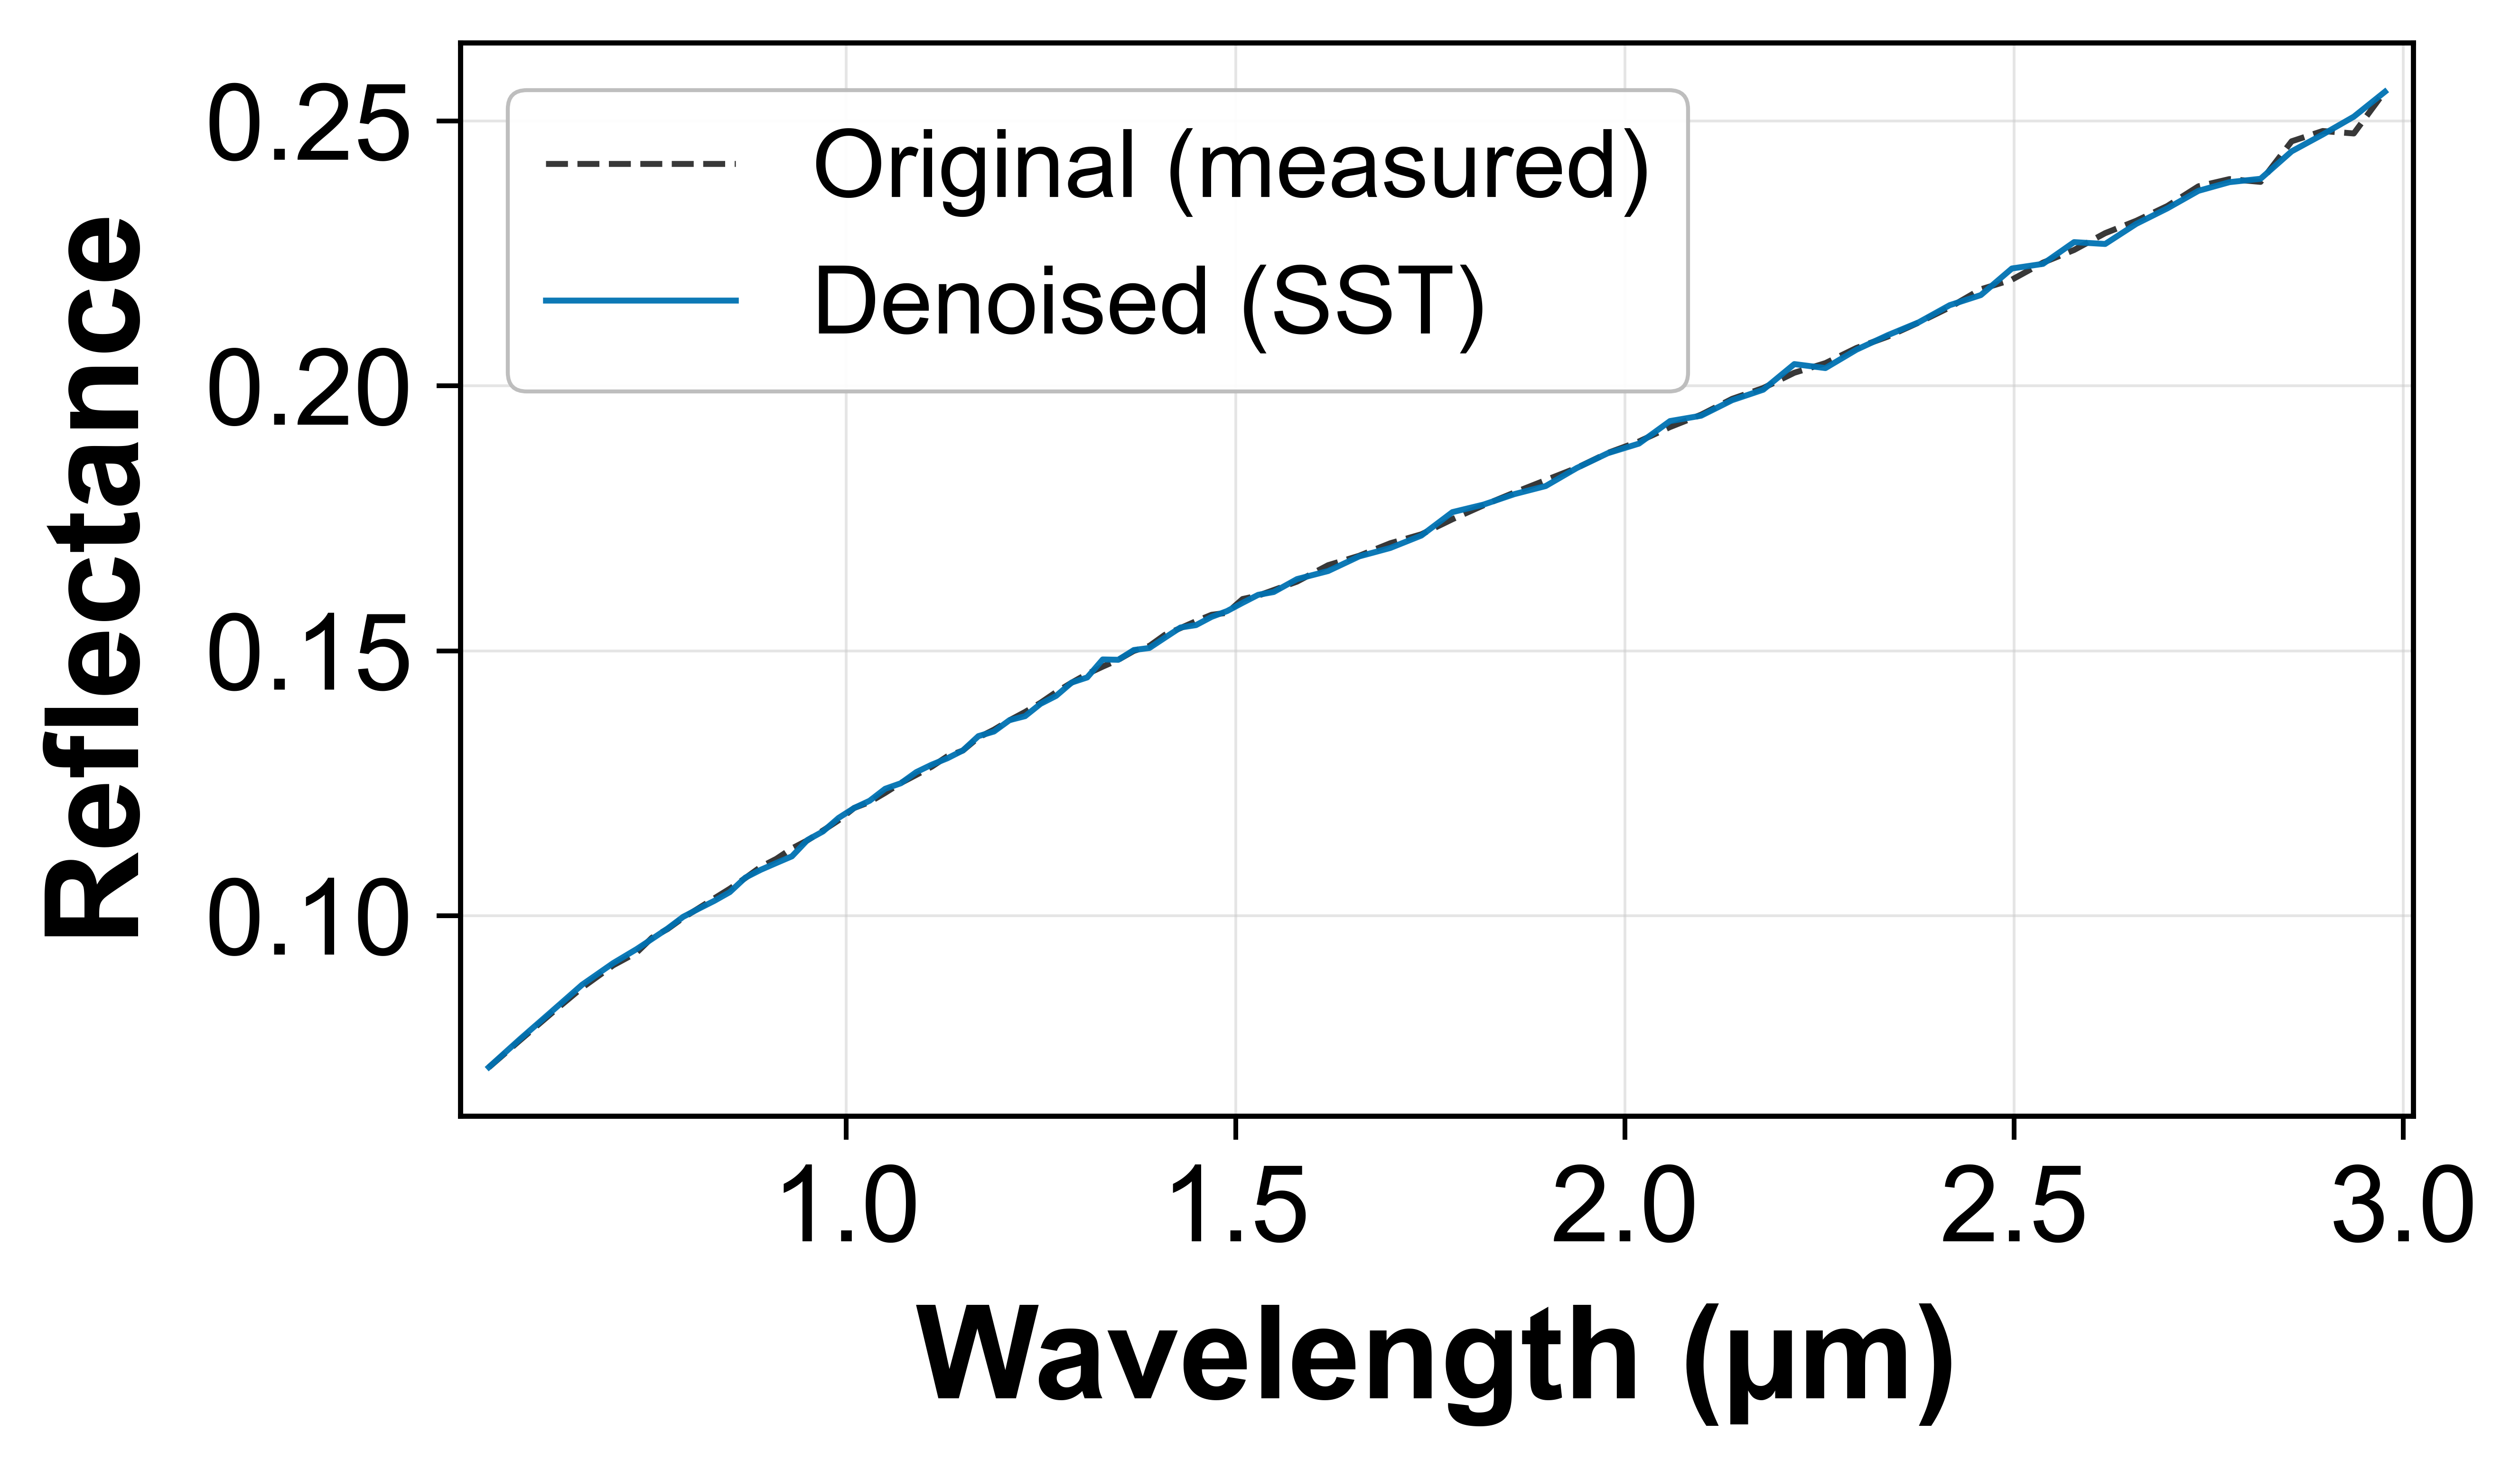 Original (measured)
Denoised (SST)
0.25
0.20
0.15
0.10
Reflectance
1.0 1.5 2.0 2.5 3.0
Wavelength (µm)